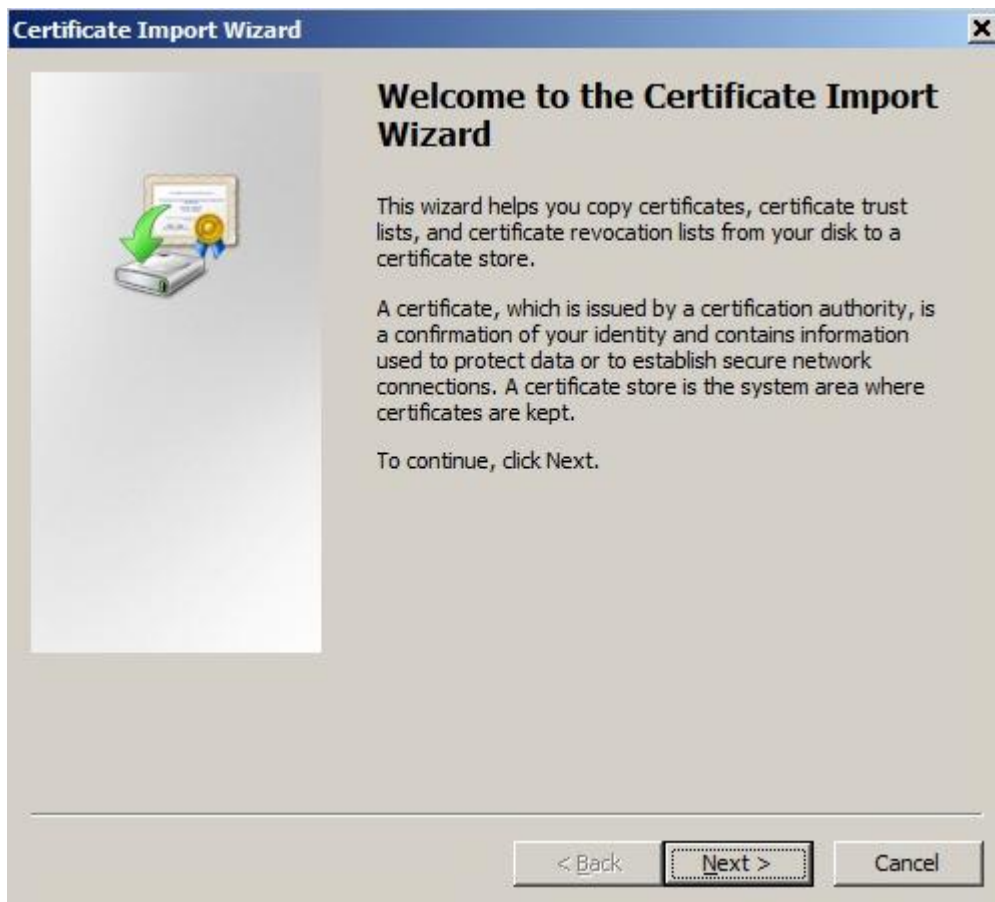 Certificate Import Wizard
Welcome to the Certificate Import
Wizard
This wizard helps you copy certificates, certificate trust
lists, and certificate revocation lists from your disk to a
certificate store.
A certificate, which is issued by a certification authority, is
a confirmation of your identity and contains information
used to protect data or to establish secure network
connections. A certificate store is the system area where
certificates are kept.
To continue, click Next.
< Back
Next >
Cancel